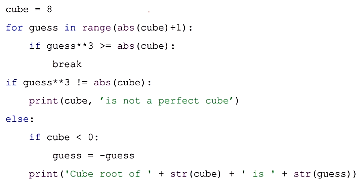 cube = 8
for guess in range(abs(cube)+1):
    if guess**3 >= abs(cube):
        break
if guess**3 != abs(cube):
    print(cube, 'is not a perfect cube')
else:
    if cube < 0:
        guess = -guess
    print('Cube root of ' + str(cube) + ' is ' + str(guess))